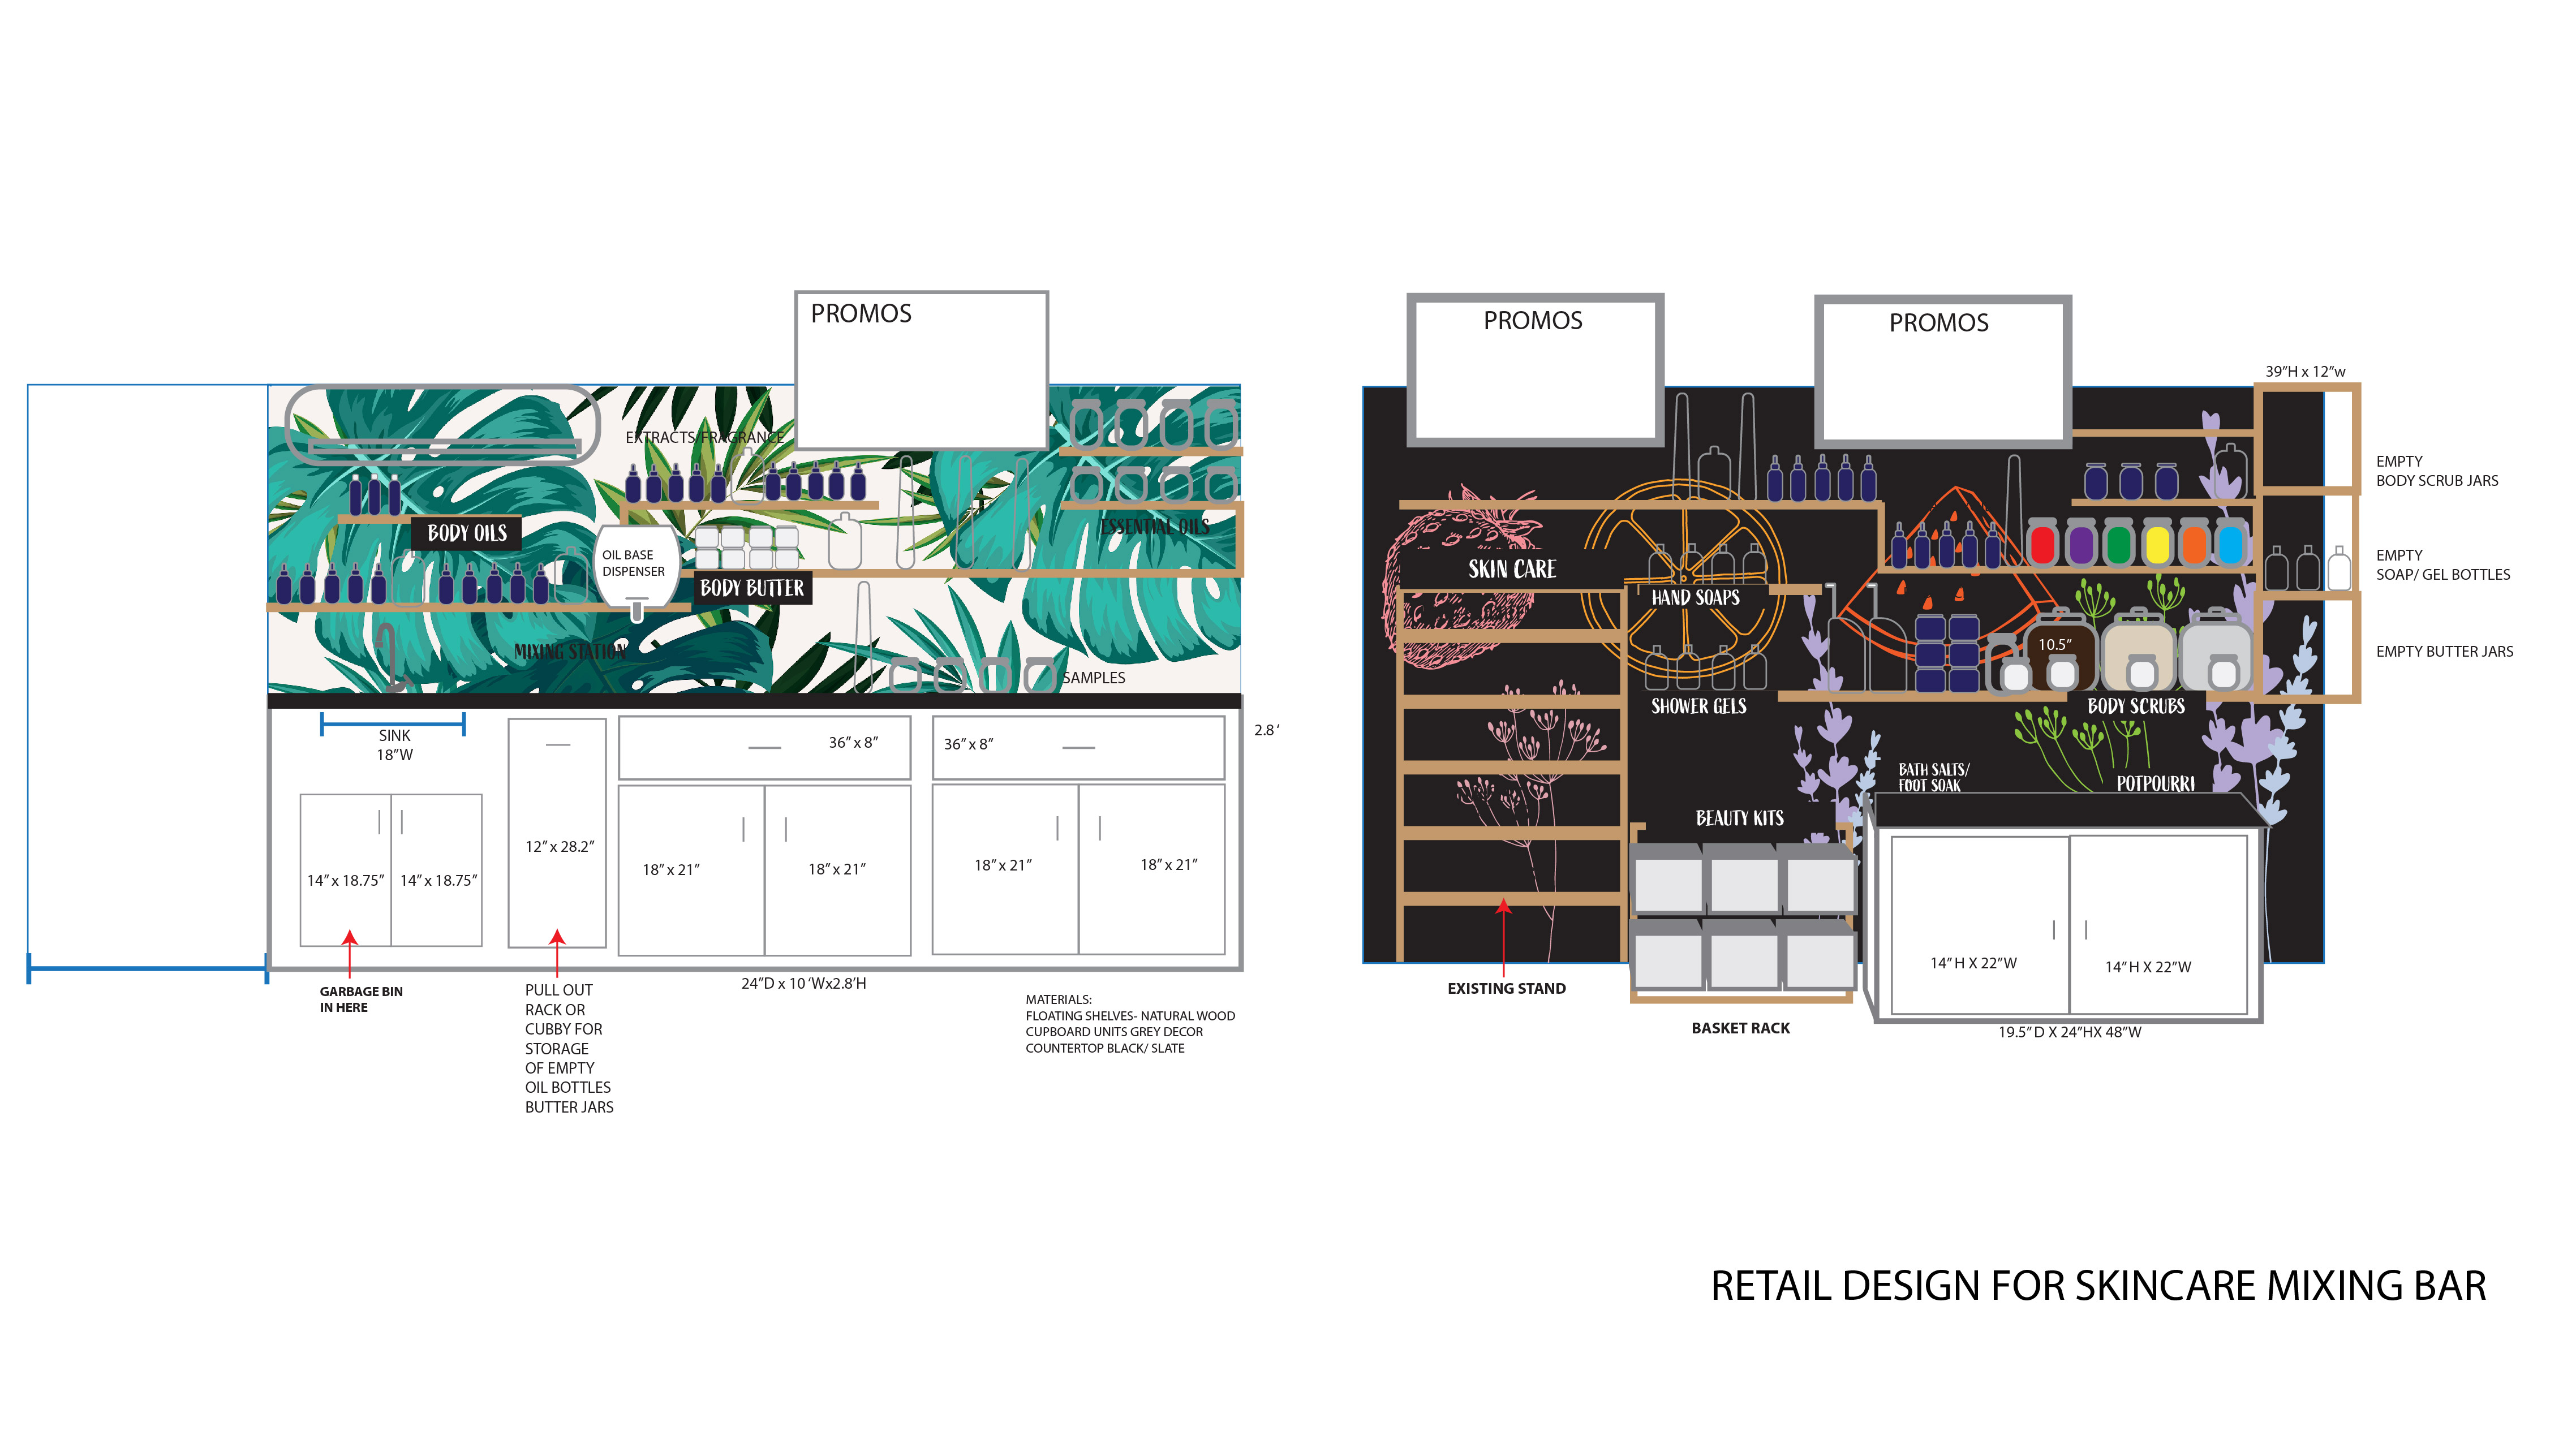 PROMOS
EXTRACTS/FRAGRANCE
BODY OILS
OIL BASE
DISPENSER
BODY BUTTER
ESSENTIAL OILS
MIXING STATION
SAMPLES
SINK
18”W
36” x 8”
36” x 8”
2.8 ‘
12” x 28.2”
14” x 18.75”
14” x 18.75”
18” x 21”
18” x 21”
18” x 21”
18” x 21”
GARBAGE BIN
IN HERE
PULL OUT
RACK OR
CUBBY FOR
STORAGE
OF EMPTY
OIL BOTTLES
BUTTER JARS
24”D x 10 ‘Wx2.8’H
MATERIALS:
FLOATING SHELVES- NATURAL WOOD
CUPBOARD UNITS GREY DECOR
COUNTERTOP BLACK/ SLATE
PROMOS
PROMOS
39”H x 12”w
EMPTY
BODY SCRUB JARS
EMPTY
SOAP/ GEL BOTTLES
EMPTY BUTTER JARS
SKIN CARE
HAND SOAPS
10.5”
SHOWER GELS
BODY SCRUBS
BATH SALTS/
FOOT SOAK
POTPOURRI
BEAUTY KITS
14” H X 22”W
14” H X 22”W
EXISTING STAND
BASKET RACK
19.5” D X 24”HX 48”W
RETAIL DESIGN FOR SKINCARE MIXING BAR